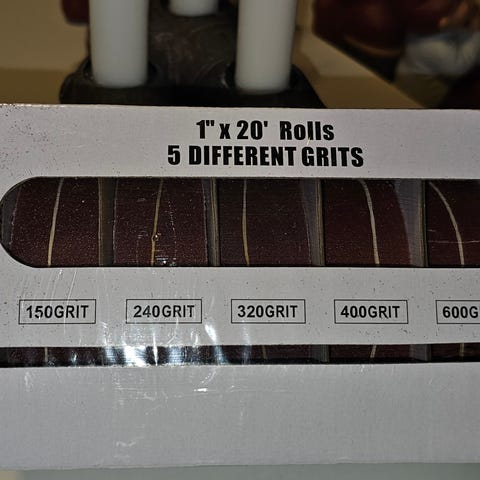 1" x 20' Rolls
5 DIFFERENT GRITS
150GRIT 240GRIT 320GRIT 400GRIT 600G